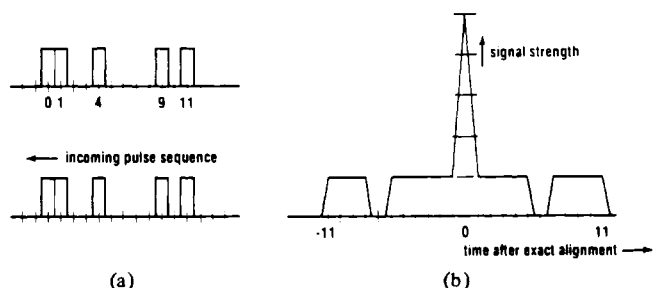 0 1 4 9 11
incoming pulse sequence
(a)
signal strength
-11 0 11
time after exact alignment
(b)